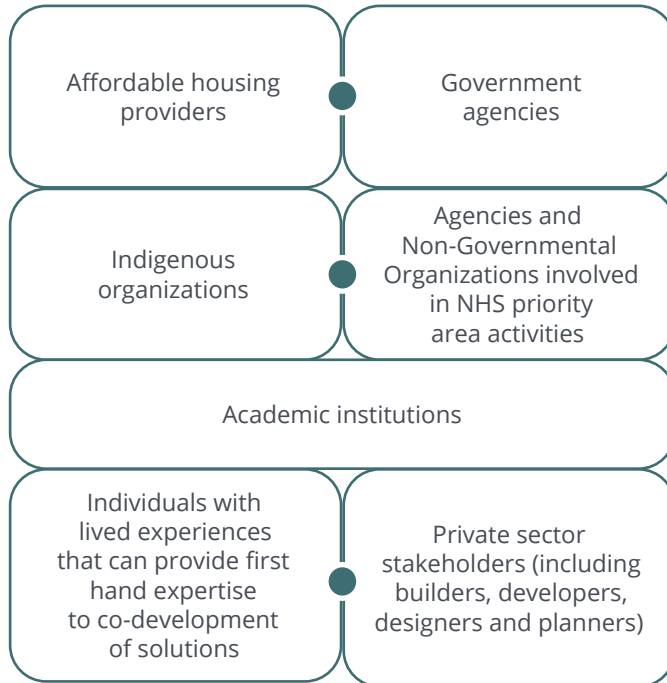 Affordable housing
providers
Government
agencies
Indigenous
organizations
Agencies and
Non-Governmental
Organizations involved
in NHS priority
area activities
Academic institutions
Individuals with
lived experiences
that can provide first
hand expertise
to co-development
of solutions
Private sector
stakeholders (including
builders, developers,
designers and planners)